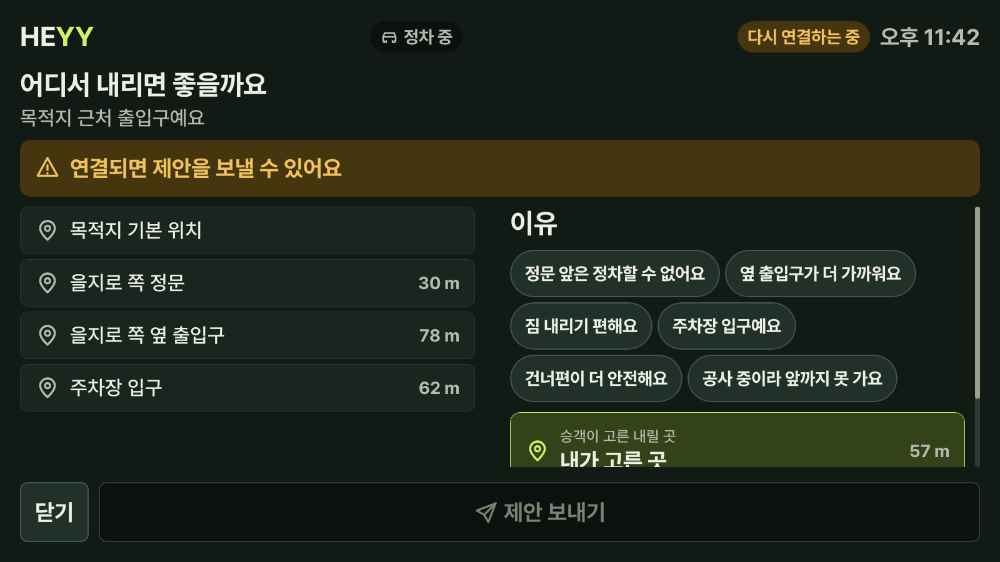 HEYY
정차 중
다시 연결하는 중
오후 11:42
어디서 내리면 좋을까요
목적지 근처 출입구예요
연결되면 제안을 보낼 수 있어요
목적지 기본 위치
을지로 쪽 정문 30 m
을지로 쪽 옆 출입구 78 m
주차장 입구 62 m
이유
정문 앞은 정차할 수 없어요
옆 출입구가 더 가까워요
짐 내리기 편해요
주차장 입구예요
건너편이 더 안전해요
공사 중이라 앞까지 못 가요
승객이 고른 내릴 곳
내가 고른 곳
57 m
닫기
제안 보내기